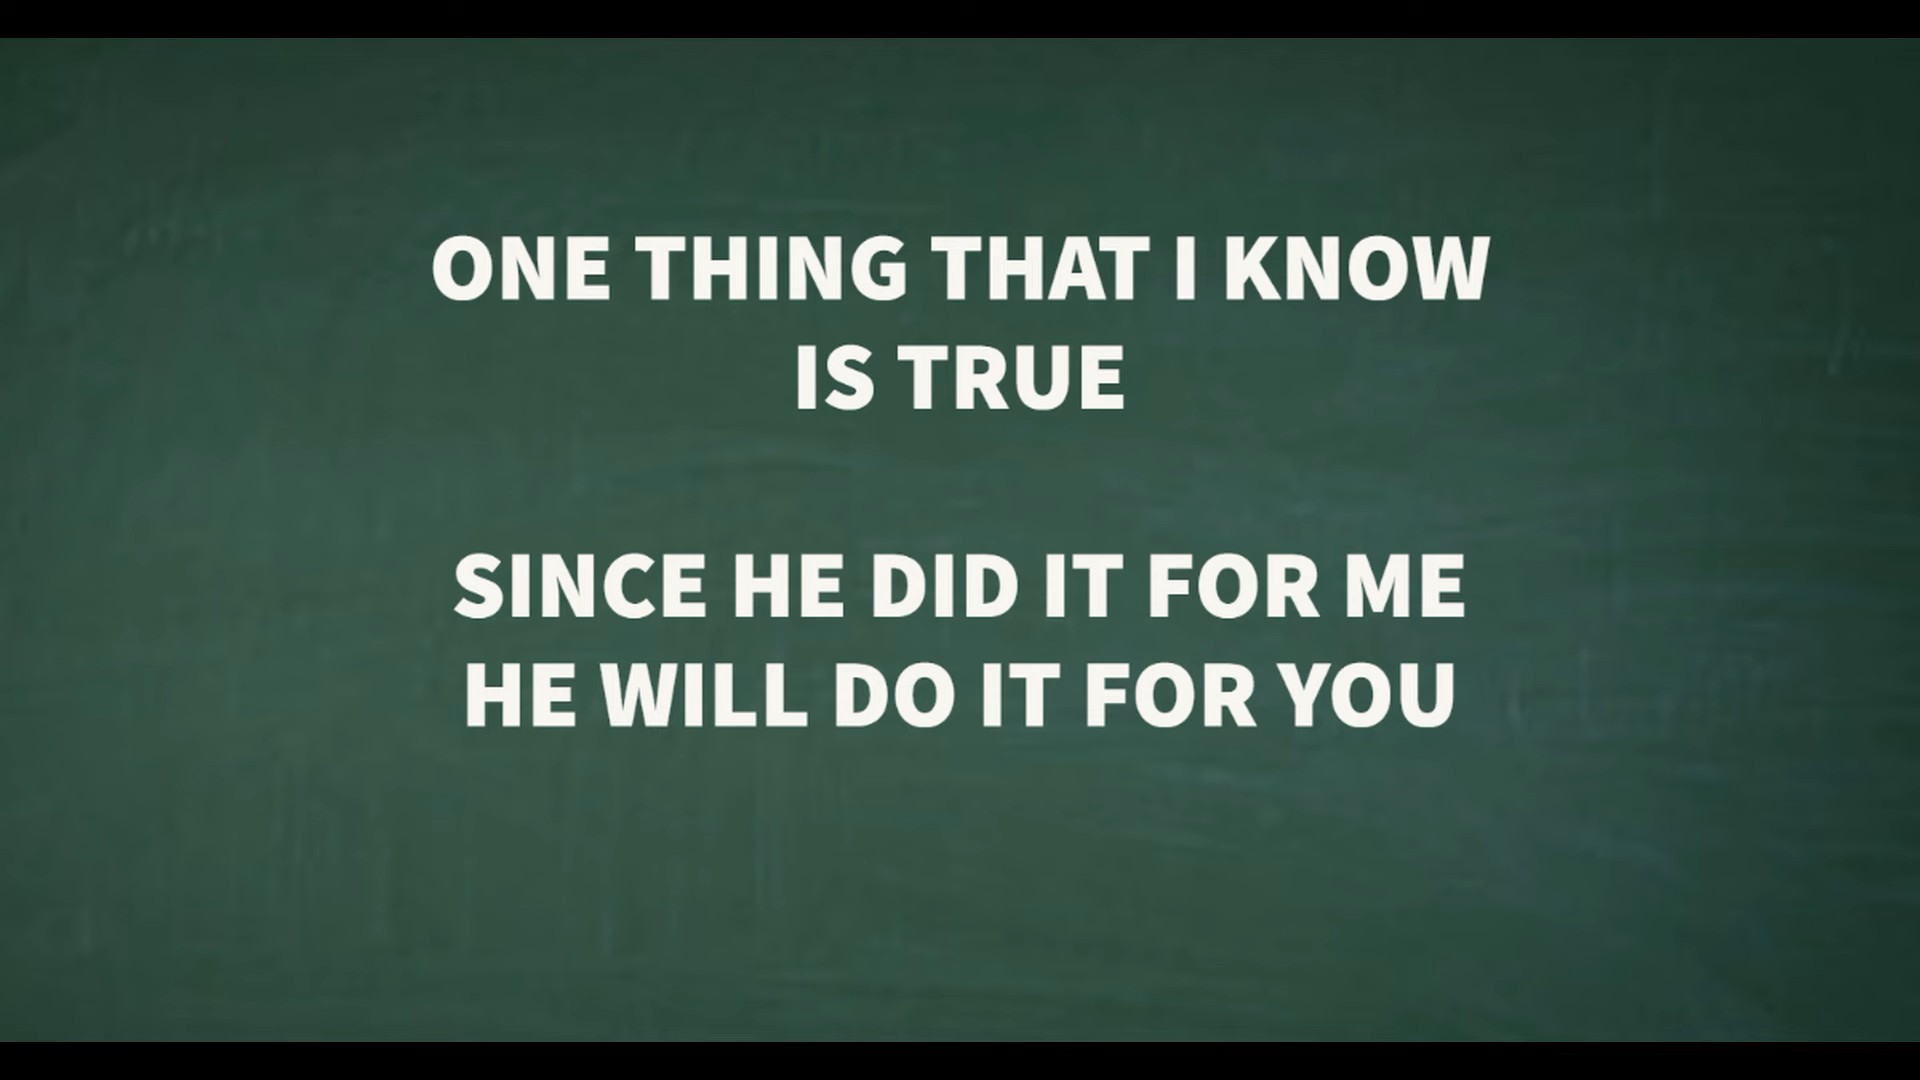 ONE THING THAT I KNOW
IS TRUE
SINCE HE DID IT FOR ME
HE WILL DO IT FOR YOU